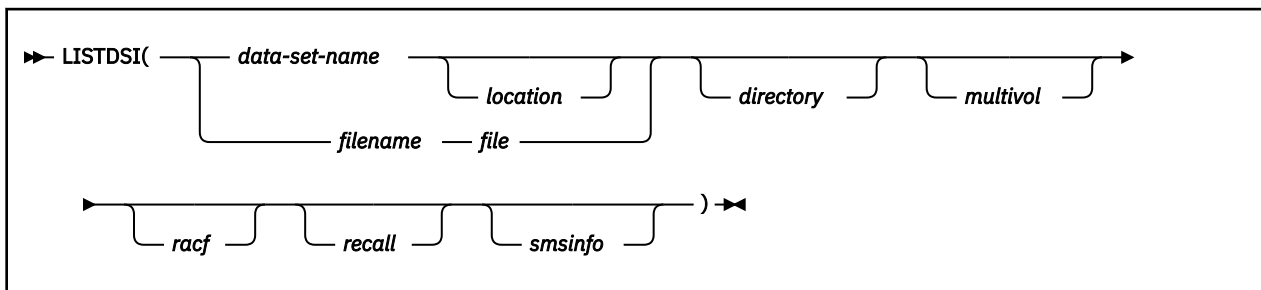 LISTDSI( data-set-name
location directory multivol
filename file
)
racf recall smsinfo